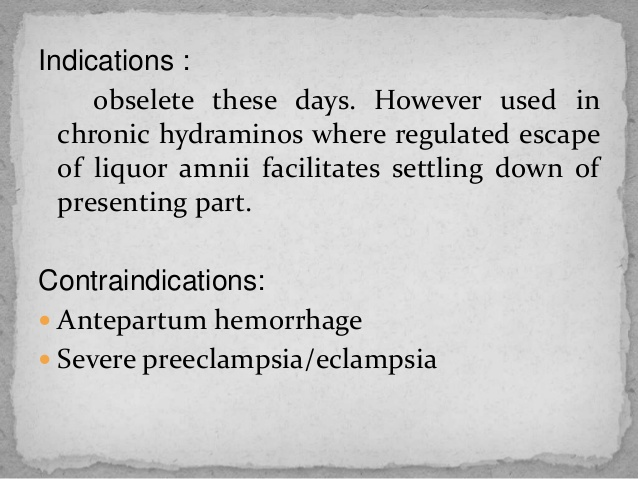 Indications :
obselete these days. However used in
chronic hydraminos where regulated escape
of liquor amnii facilitates settling down of
presenting part.
Contraindications:
• Antepartum hemorrhage
• Severe preeclampsia/eclampsia